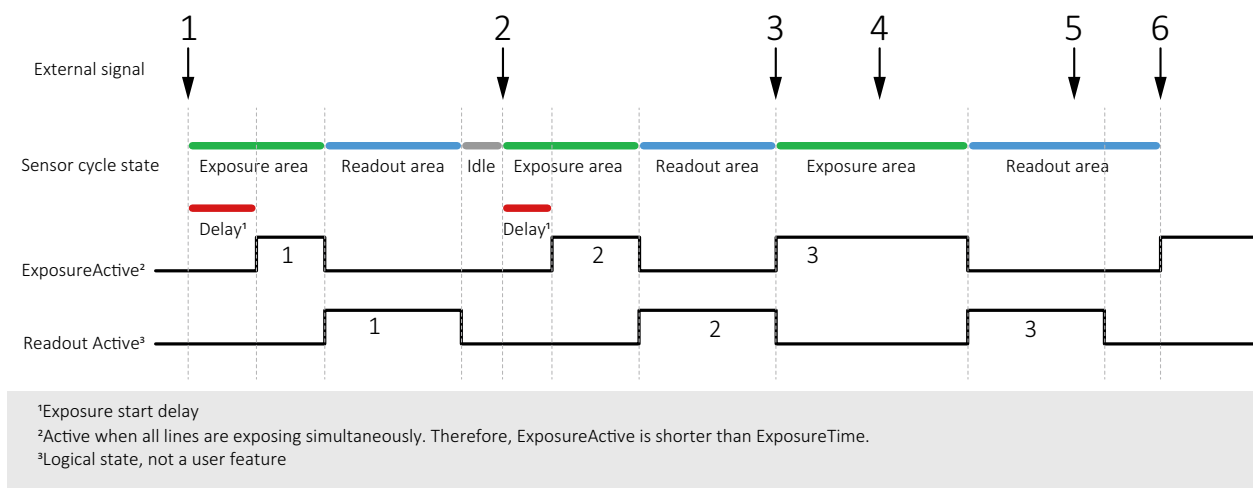 1 2 3 4 5 6
External signal
Sensor cycle state Exposure area Readout area Idle Exposure area Readout area Exposure area Readout area
Delay¹ Delay¹
ExposureActive² 1 2 3
Readout Active³ 1 2 3
¹Exposure start delay
²Active when all lines are exposing simultaneously. Therefore, ExposureActive is shorter than ExposureTime.
³Logical state, not a user feature